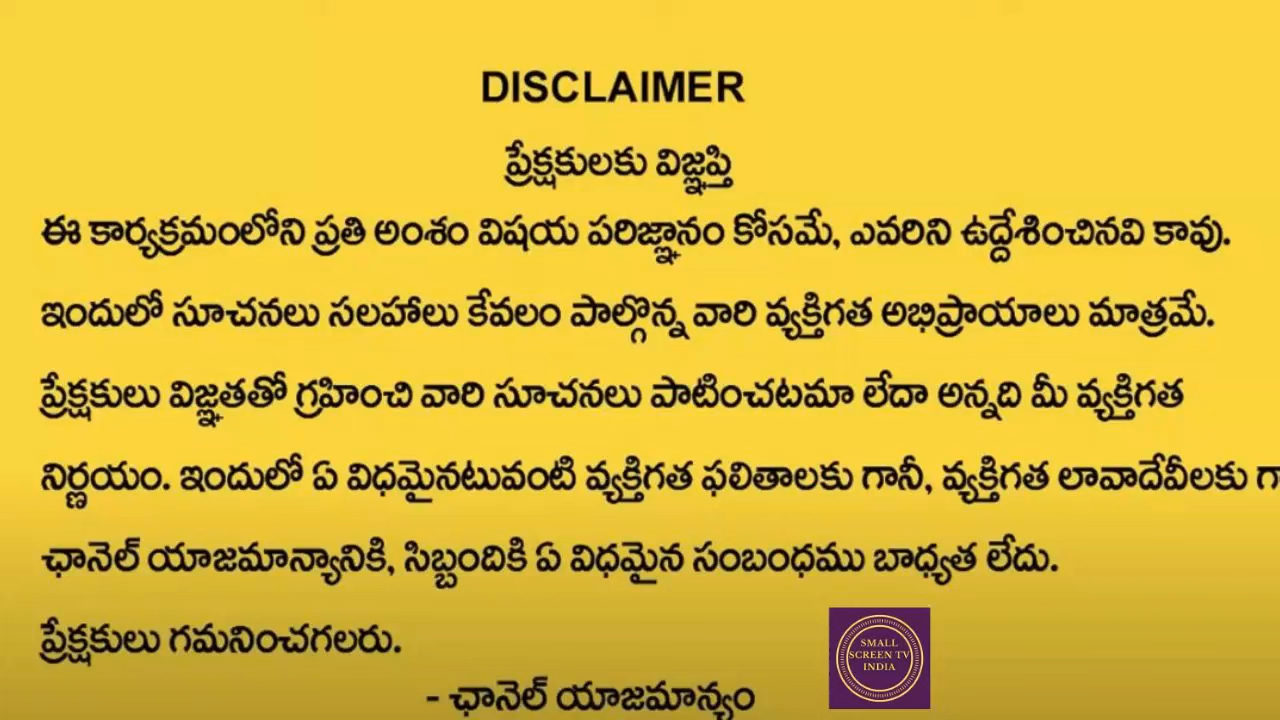 DISCLAIMER
ప్రేక్షకులకు విజ్ఞప్తి
ఈ కార్యక్రమంలోని ప్రతి అంశం విషయ పరిజ్ఞానం కోసమే, ఎవరిని ఉద్దేశించినవి కావు.
ఇందులో సూచనలు సలహాలు కేవలం పాల్గొన్న వారి వ్యక్తిగత అభిప్రాయాలు మాత్రమే.
ప్రేక్షకులు విజ్ఞతతో గ్రహించి వారి సూచనలు పాటించటమా లేదా అన్నది మీ వ్యక్తిగత
నిర్ణయం. ఇందులో ఏ విధమైనటువంటి వ్యక్తిగత ఫలితాలకు గానీ, వ్యక్తిగత లావాదేవీలకు
ఛానెల్ యాజమాన్యానికి, సిబ్బందికి ఏ విధమైన సంబంధము బాధ్యత లేదు.
ప్రేక్షకులు గమనించగలరు.
- ఛానెల్ యాజమాన్యం
SMALL
SCREEN TV
INDIA